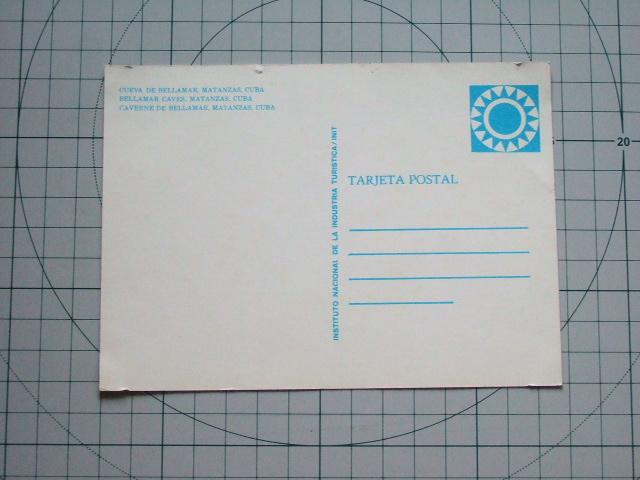 CUEVA DE BELLAMAR, MATANZAS, CUBA
BELLAMAR CAVES, MATANZAS, CUBA
CAVERNE DE BELLAMAR, MATANZAS, CUBA
INSTITUTO NACIONAL DE LA INDUSTRIA TURISTICA/INIT
TARJETA POSTAL
20